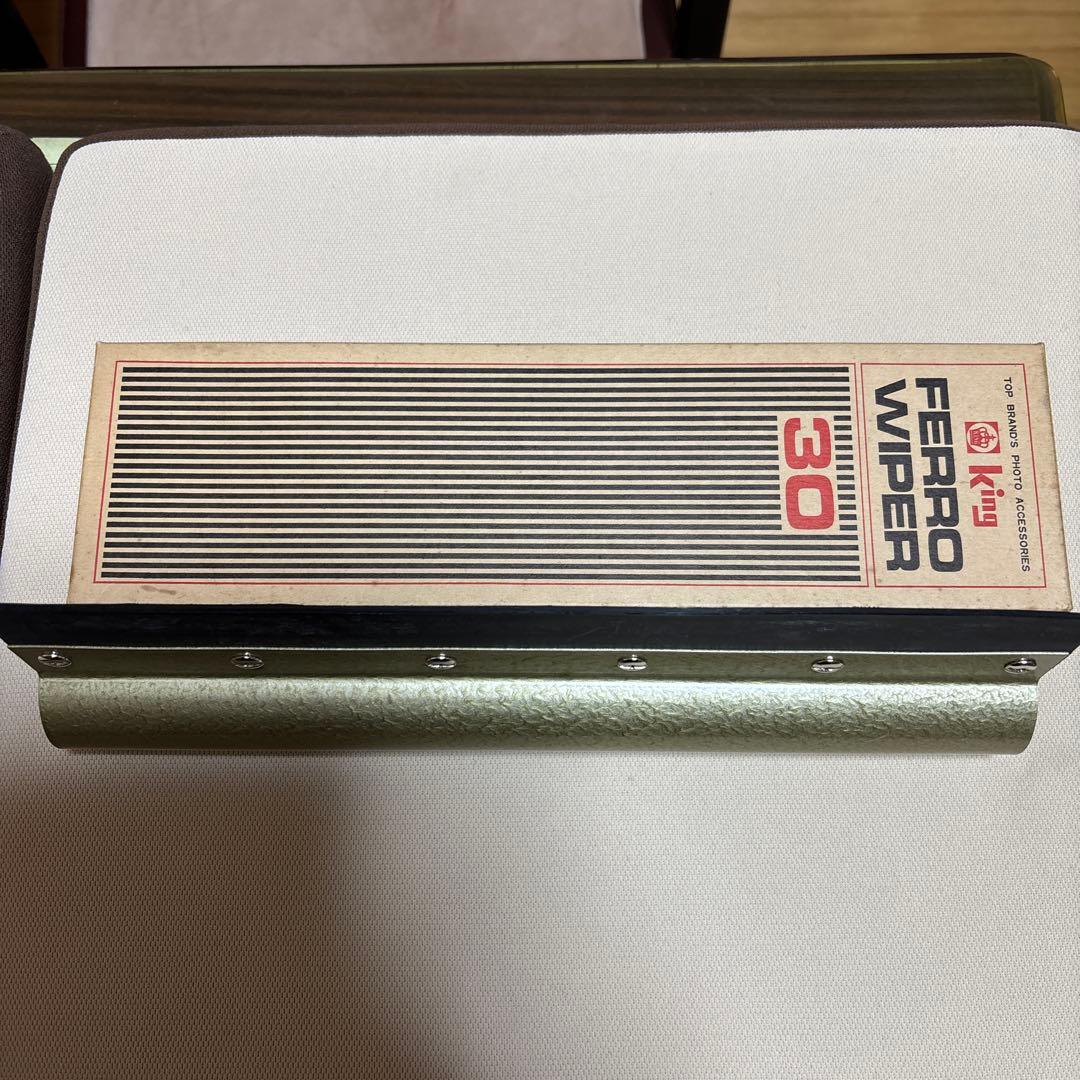 TOP BRAND'S PHOTO ACCESSORIES
King
FERRO
WIPER
30